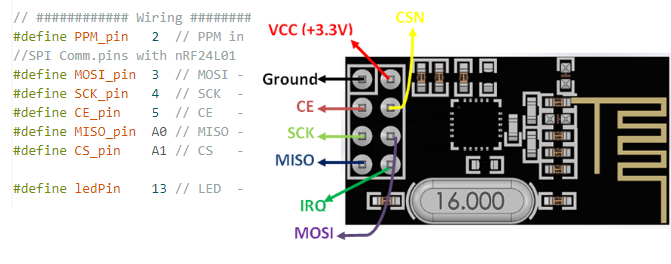 // ############ Wiring ########
#define PPM_pin 2 // PPM in
//SPI Comm.pins with nRF24L01
#define MOSI_pin 3 // MOSI -
#define SCK_pin 4 // SCK -
#define CE_pin 5 // CE -
#define MISO_pin A0 // MISO -
#define CS_pin A1 // CS -
#define ledPin 13 // LED -
CSN
VCC (+3.3V)
Ground
CE
SCK
MISO
IRQ
MOSI
16.000